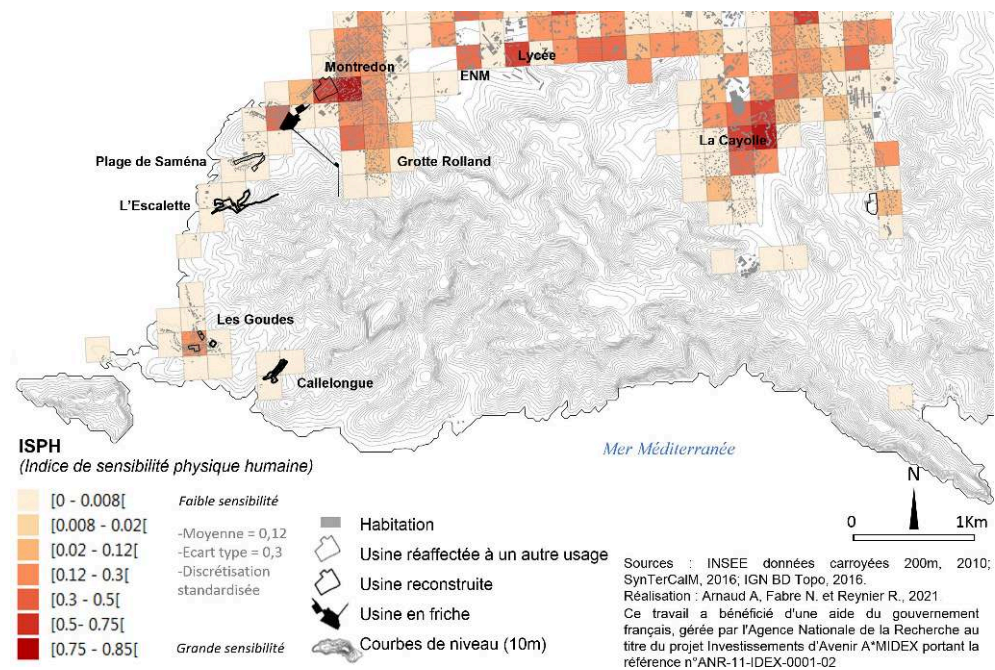 Montredon
Lycée
ENM
La Cayolle
Plage de Saména
Grotte Rolland
L'Escalette
Les Goudes
Callelongue
Mer Méditerranée
ISPH
(Indice de sensibilité physique humaine)
[0 - 0.008[
[0.008 - 0.02[
[0.02 - 0.12[
[0.12 - 0.3[
[0.3 - 0.5[
[0.5- 0.75[
[0.75 - 0.85[
Faible sensibilité
-Moyenne = 0,12
-Ecart type = 0,3
-Discrétisation
standardisée
Grande sensibilité
Habitation
Usine réaffectée à un autre usage
Usine reconstruite
Usine en friche
Courbes de niveau (10m)
N
0 1Km
Sources : INSEE données carroyées 200m, 2010;
SynTerCalM, 2016; IGN BD Topo, 2016.
Réalisation : Arnaud A, Fabre N. et Reynier R., 2021
Ce travail a bénéficié d'une aide du gouvernement
français, gérée par l'Agence Nationale de la Recherche au
titre du projet Investissements d'Avenir A*MIDEX portant la
référence n°ANR-11-IDEX-0001-02